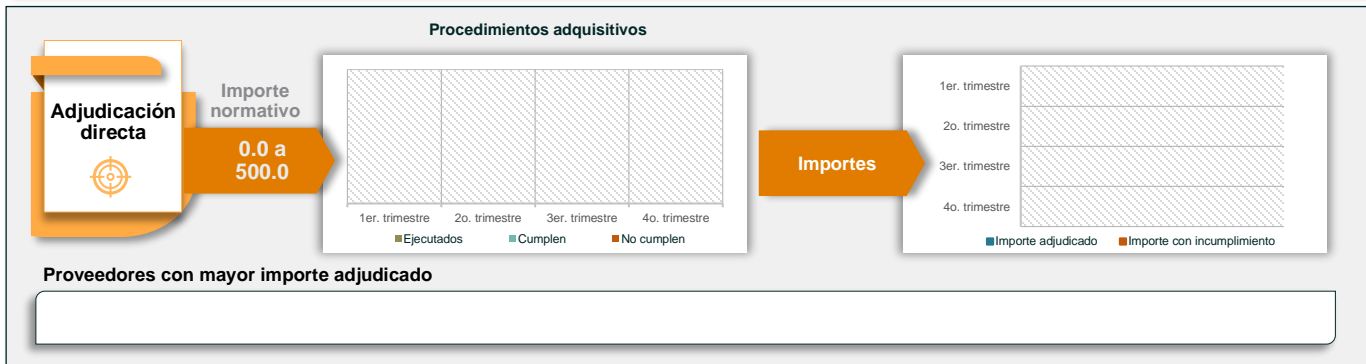 Procedimientos adquisitivos
Adjudicación
directa
Importe
normativo
0.0 a
500.0
1er. trimestre
2o. trimestre
3er. trimestre
4o. trimestre
Ejecutados
Cumplen
No cumplen
Importes
1er. trimestre
2o. trimestre
3er. trimestre
4o. trimestre
Importe adjudicado
Importe con incumplimiento
Proveedores con mayor importe adjudicado